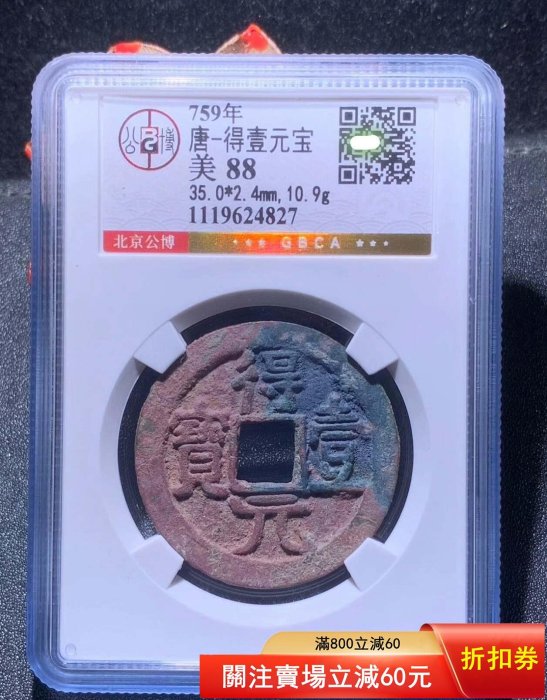 759年
唐-得壹元宝
美 88
35.0*2.4mm,10.9g
1119624827
公博
北京公博
GBCA
得壹元寶
滿800立減60
關注賣場立減60元
折扣券